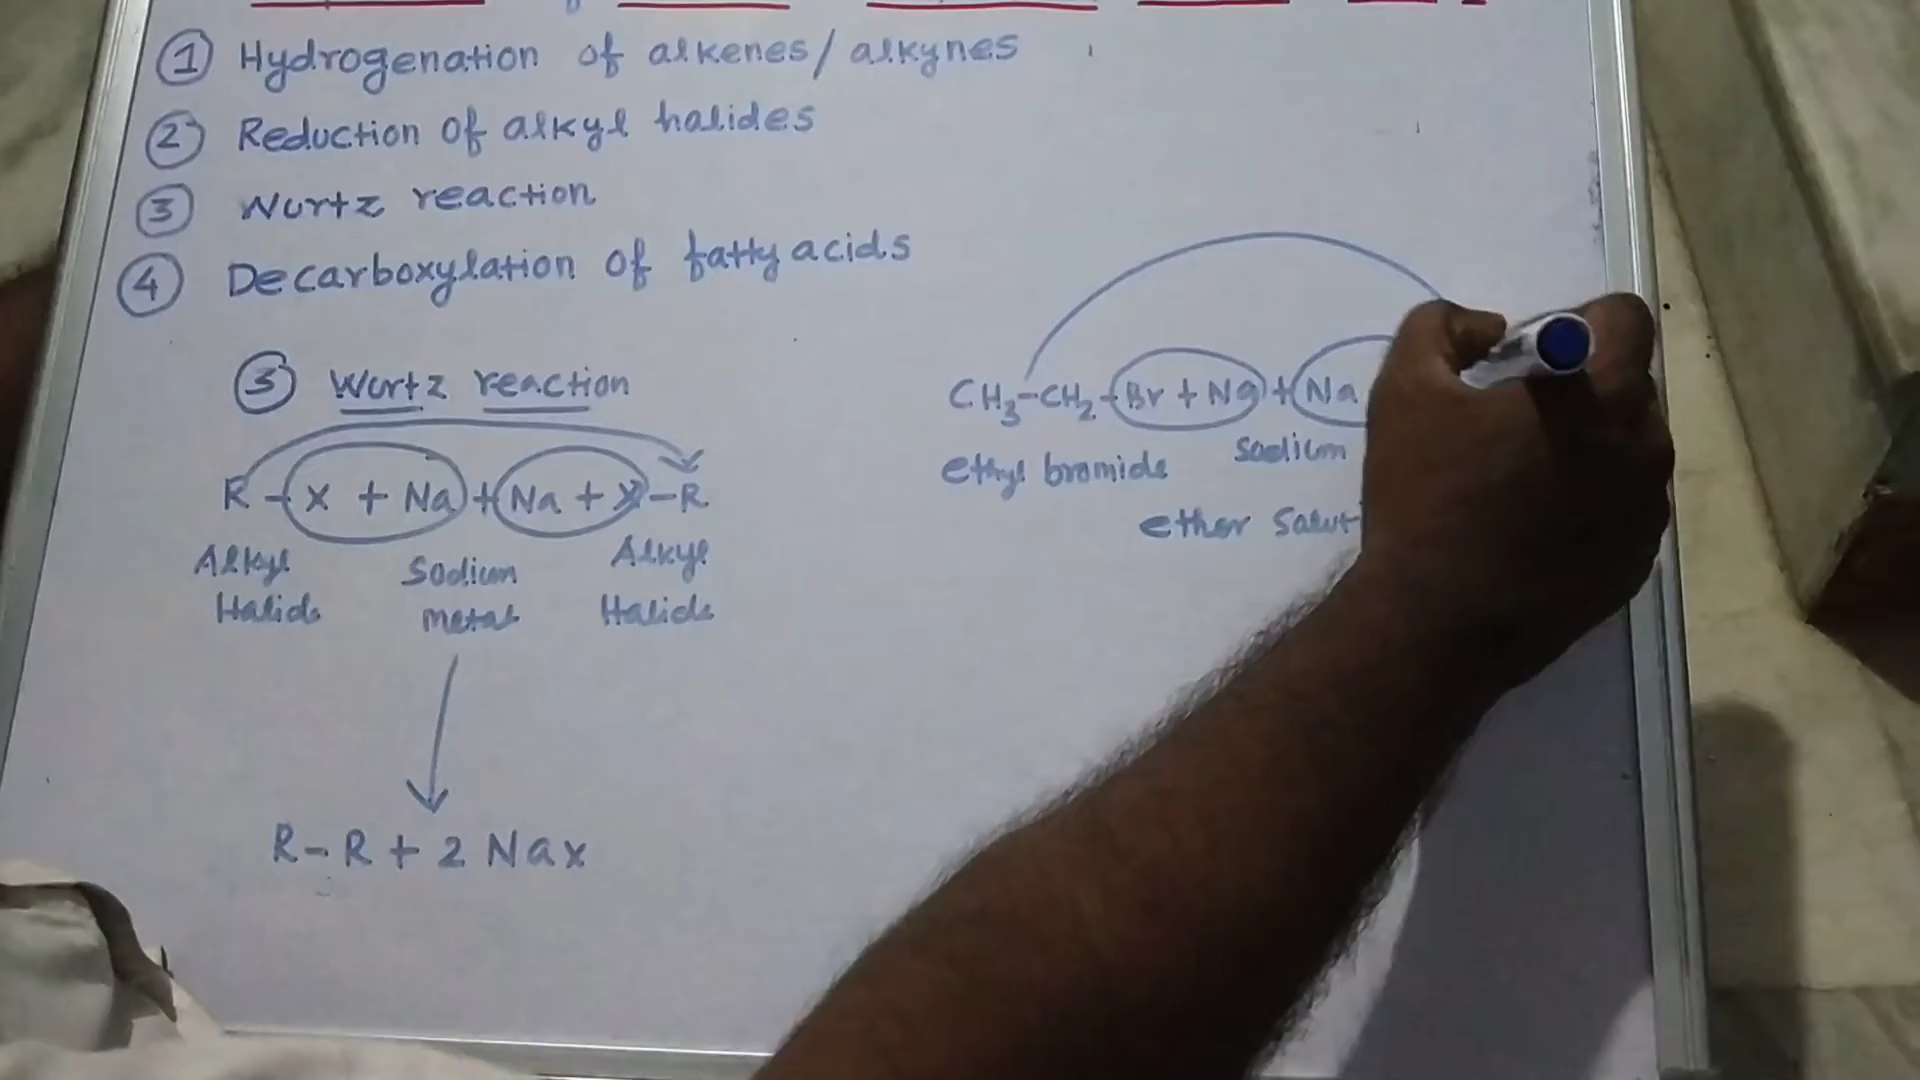 ① Hydrogenation of alkenes/alkynes
② Reduction of alkyl halides
③ Wurtz reaction
④ Decarboxylation of fatty acids
③ Wurtz reaction
R-X + Na + Na + X-R
Alkyl Halide Sodium metal Alkyl Halide
R-R + 2 Nax
CH3-CH2-Br + Na + Na
ethyl bromide Sodium
ether